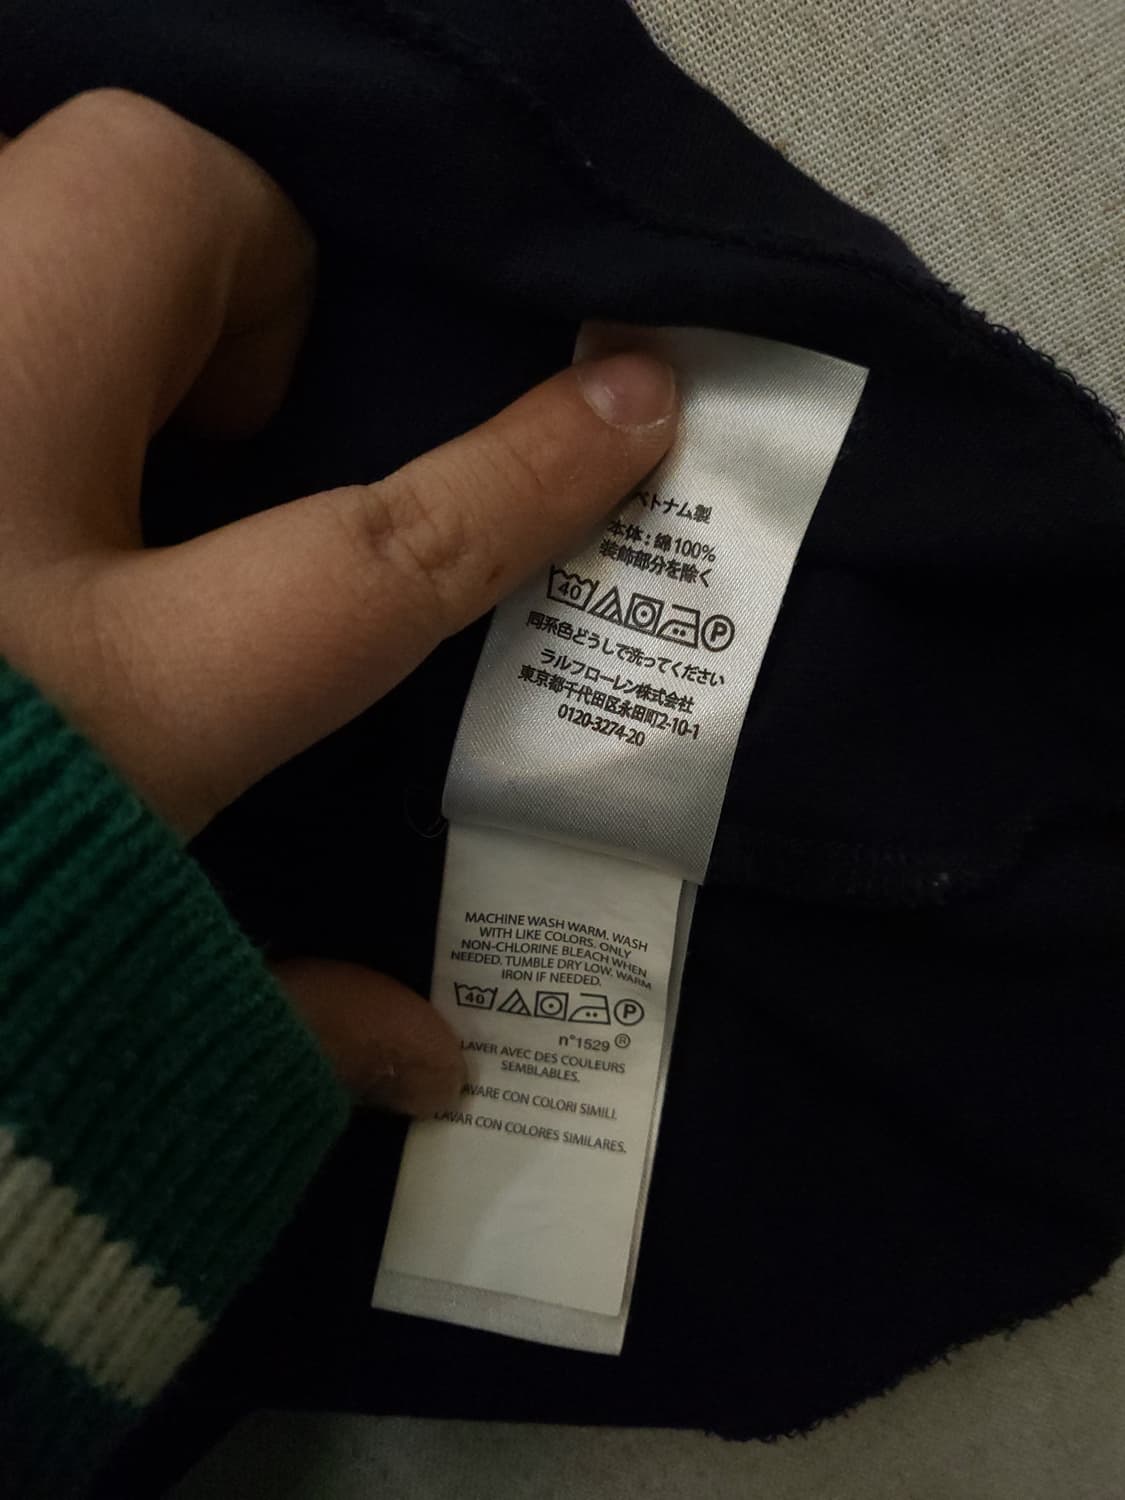 ベトナム製
本体:綿100%
装飾部分を除く
40 P
同系色どうしで洗ってください
ラルフローレン株式会社
東京都千代田区永田町2-10-1
0120-3274-20
MACHINE WASH WARM. WASH
WITH LIKE COLORS. ONLY
NON-CHLORINE BLEACH WHEN
NEEDED. TUMBLE DRY LOW. WARM
IRON IF NEEDED.
40 P
n°1529 ®
LAVER AVEC DES COULEURS
SEMBLABLES.
LAVARE CON COLORI SIMILI.
LAVAR CON COLORES SIMILARES.